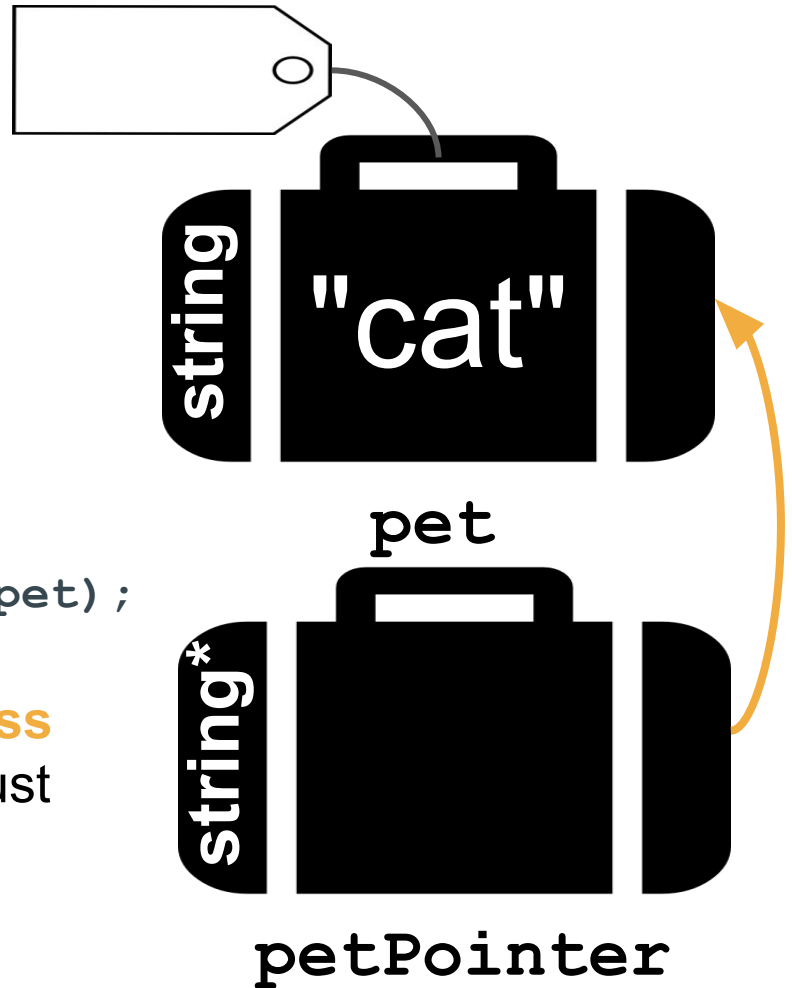 string
"cat"
pet
pet);
string*
ss
ust
petPointer